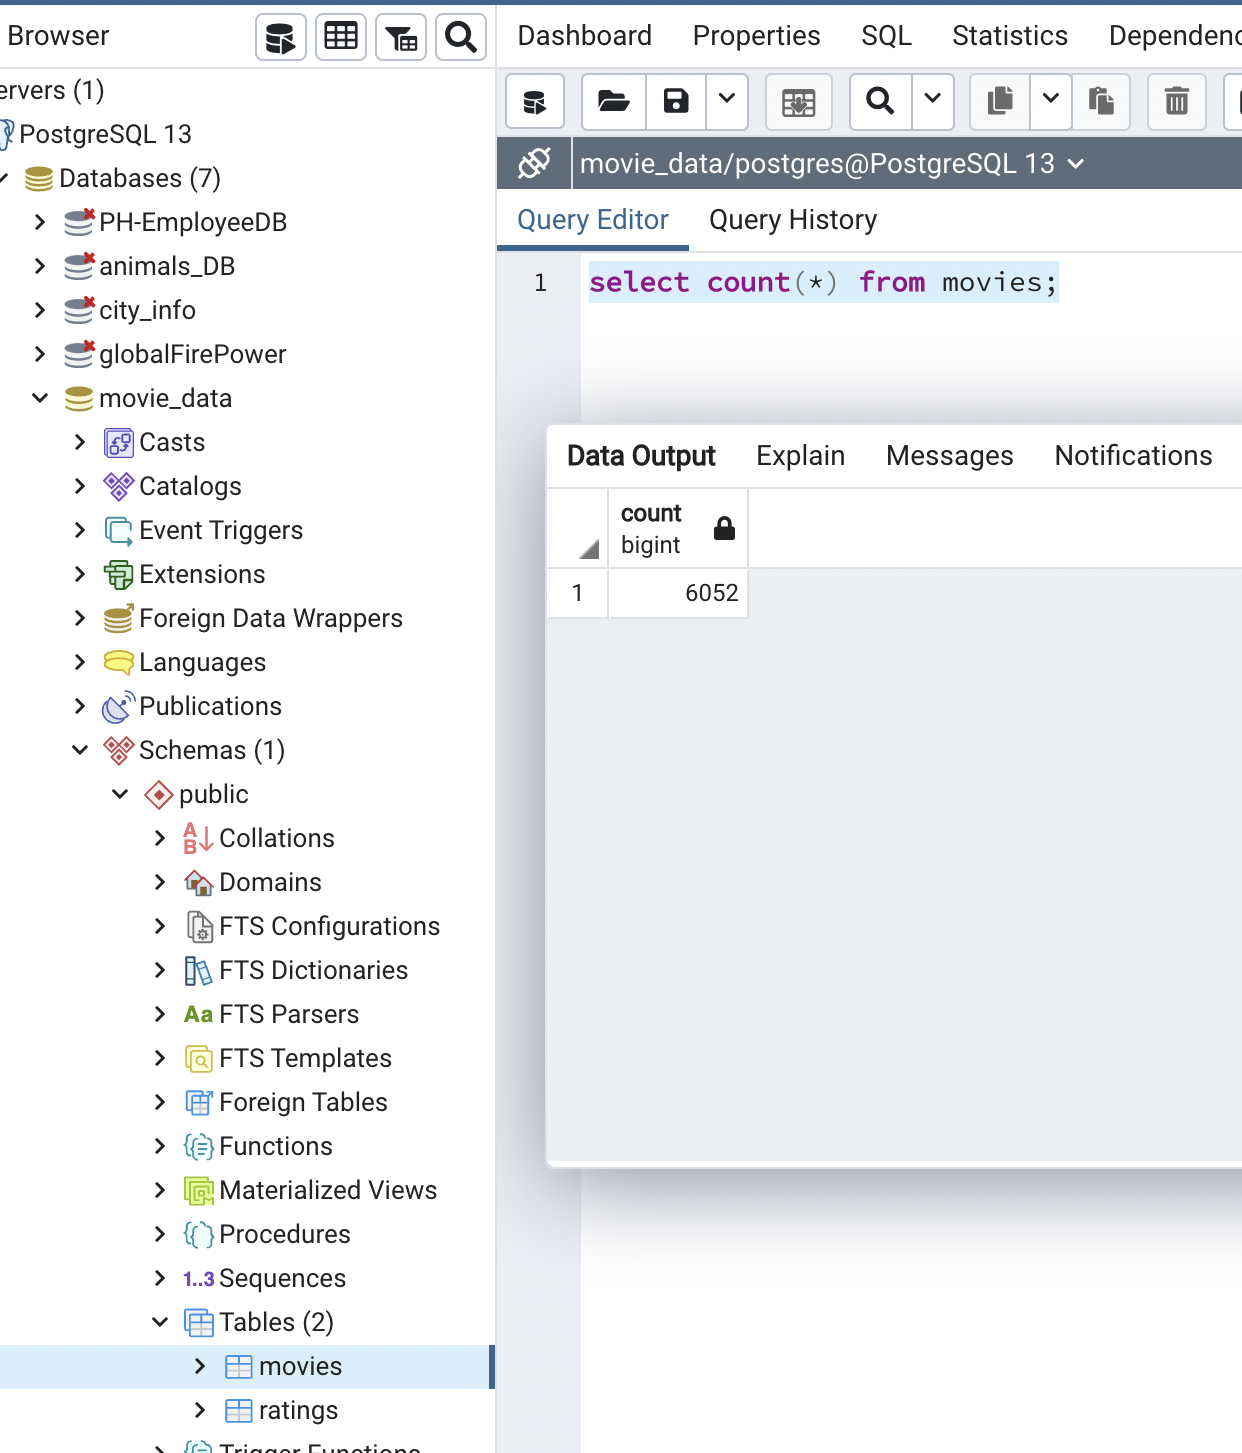 Browser
Dashboard Properties SQL Statistics
ervers (1)
PostgreSQL 13
Databases (7)
PH-EmployeeDB
animals_DB
city_info
globalFirePower
movie_data
Casts
Catalogs
Event Triggers
Extensions
Foreign Data Wrappers
Languages
Publications
Schemas (1)
public
Collations
Domains
FTS Configurations
FTS Dictionaries
Aa FTS Parsers
FTS Templates
Foreign Tables
Functions
Materialized Views
Procedures
1..3 Sequences
Tables (2)
movies
ratings
Trigger Functions
movie_data/postgres@PostgreSQL 13
Query Editor Query History
1 select count(*) from movies;
Data Output Explain Messages Notifications
count
bigint
1 6052